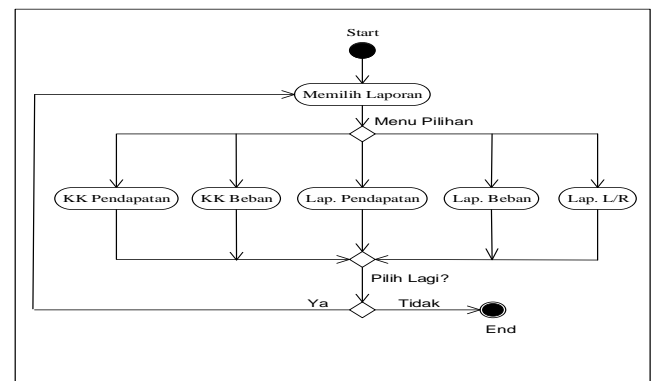 Start
Memilih Laporan
Menu Pilihan
KK Pendapatan
KK Beban
Lap. Pendapatan
Lap. Beban
Lap. L/R
Pilih Lagi?
Ya
Tidak
End